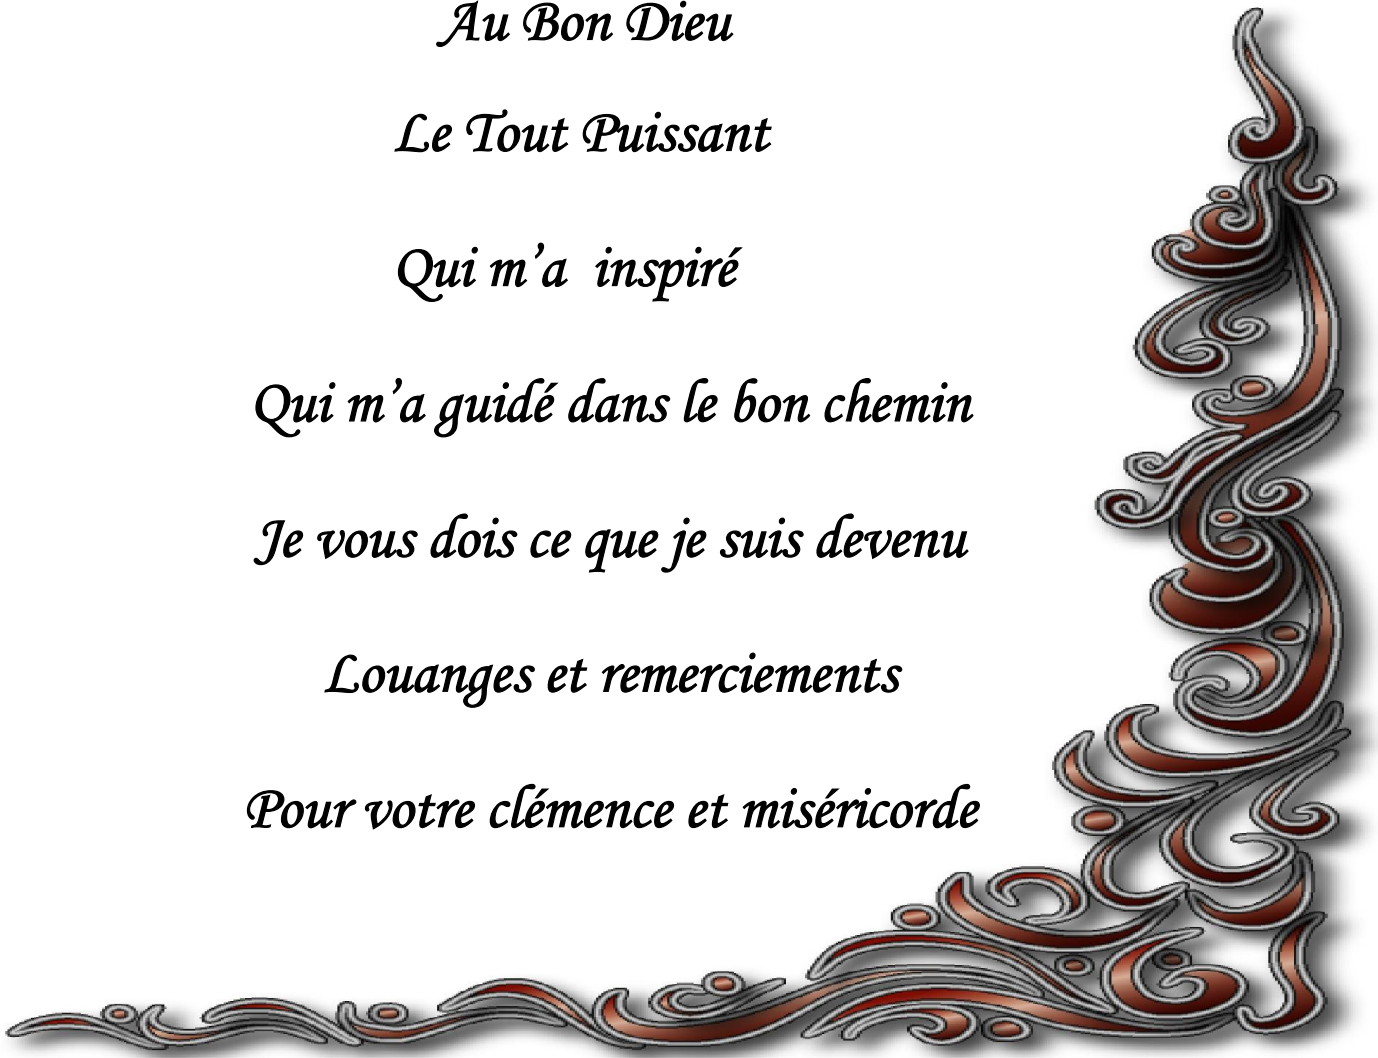 Au Bon Dieu
Le Tout Puissant
Qui m’a  inspiré
Qui m’a guidé dans le bon chemin
Je vous dois ce que je suis devenu
Louanges et remerciements
Pour votre clémence et miséricorde